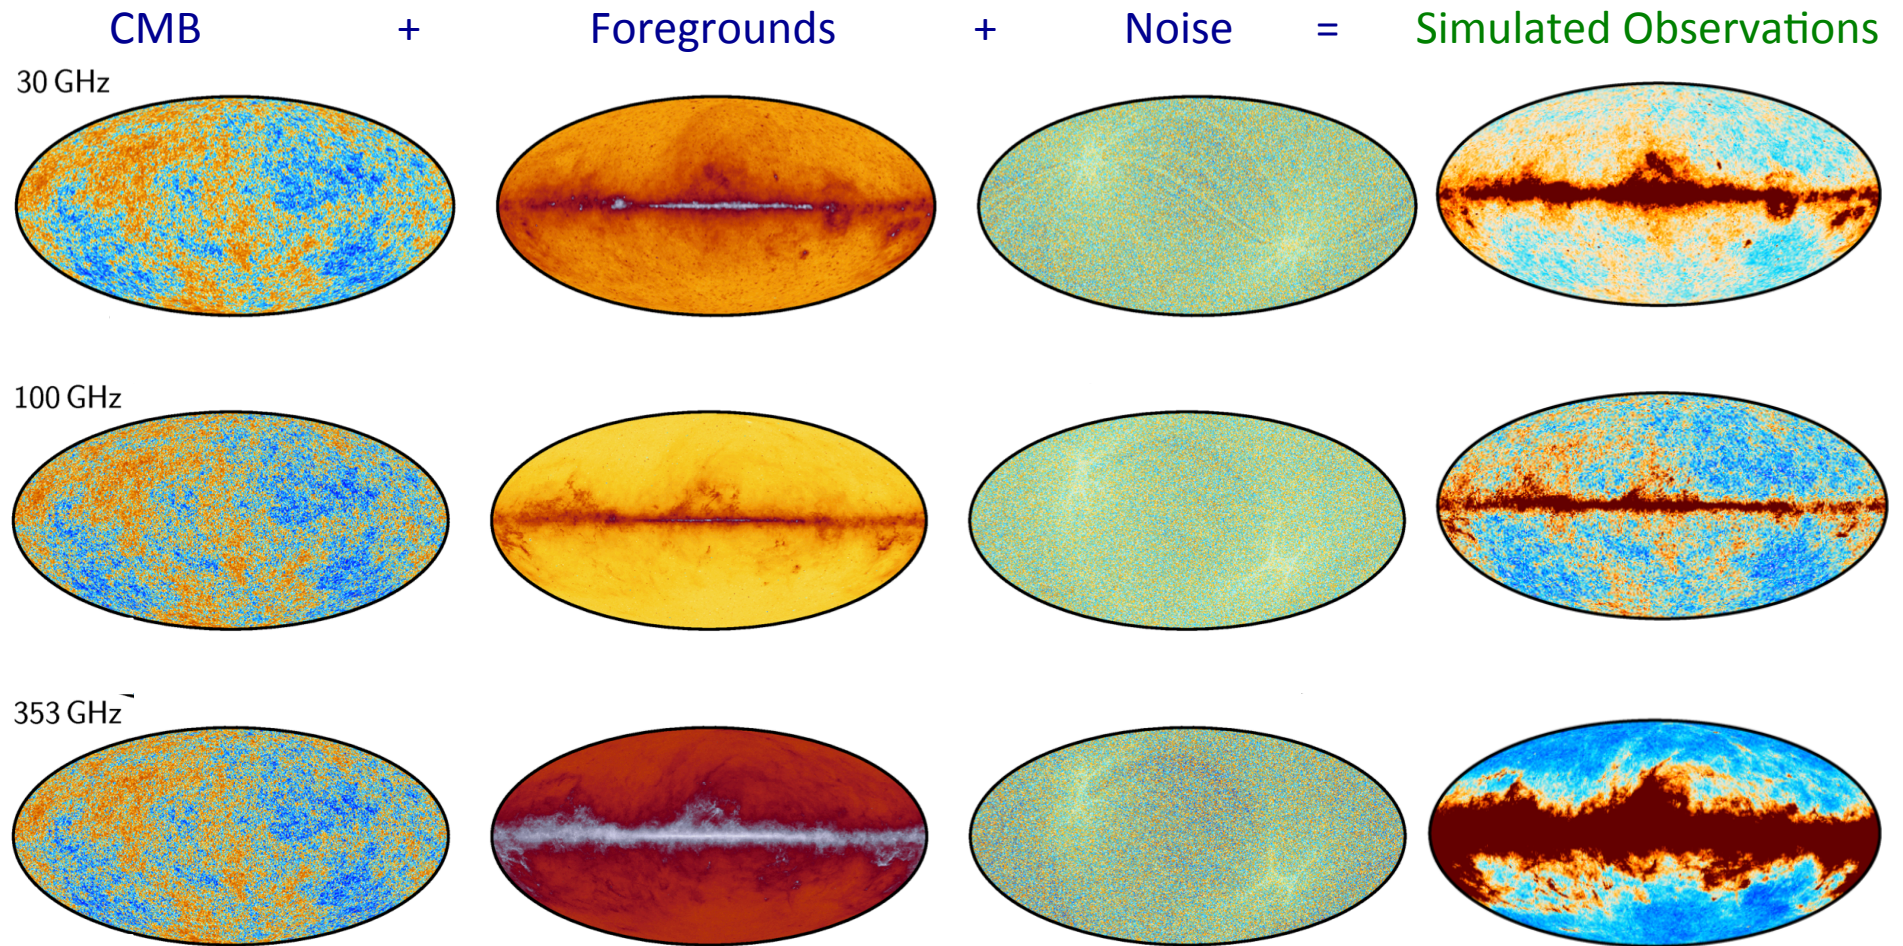 CMB + Foregrounds + Noise = Simulated Observations
30 GHz
100 GHz
353 GHz